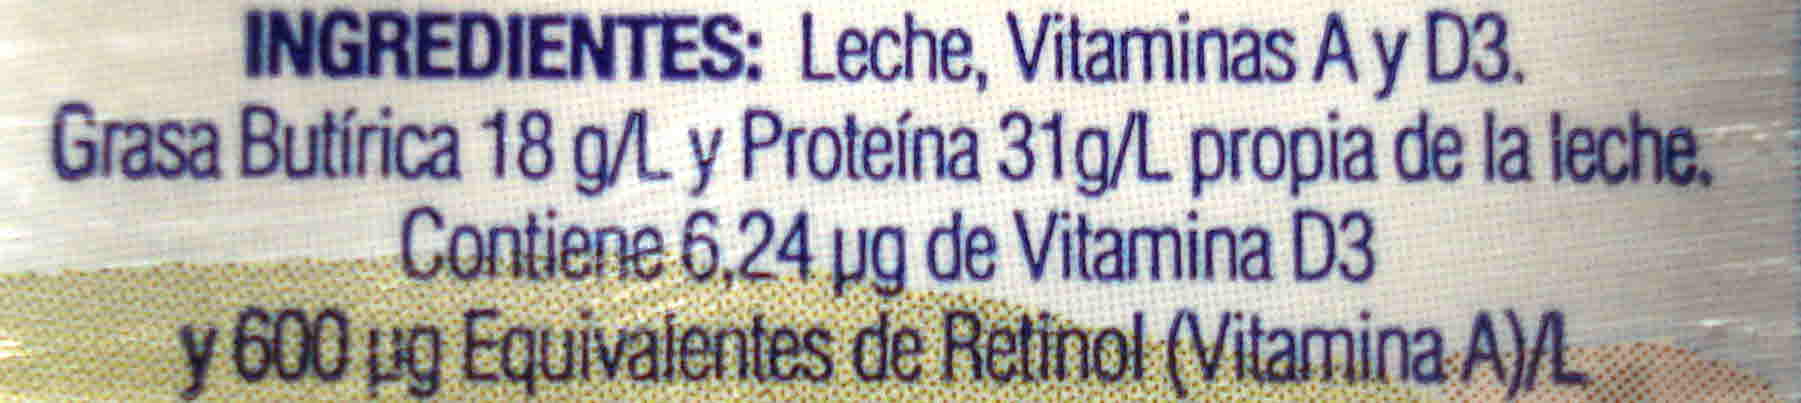 INGREDIENTES: Leche, Vitaminas A y D3.
Grasa Butírica 18 g/L y Proteína 31g/L propia de la leche.
Contiene 6,24 µg de Vitamina D3
y 600 µg Equivalentes de Retinol (Vitamina A)/L